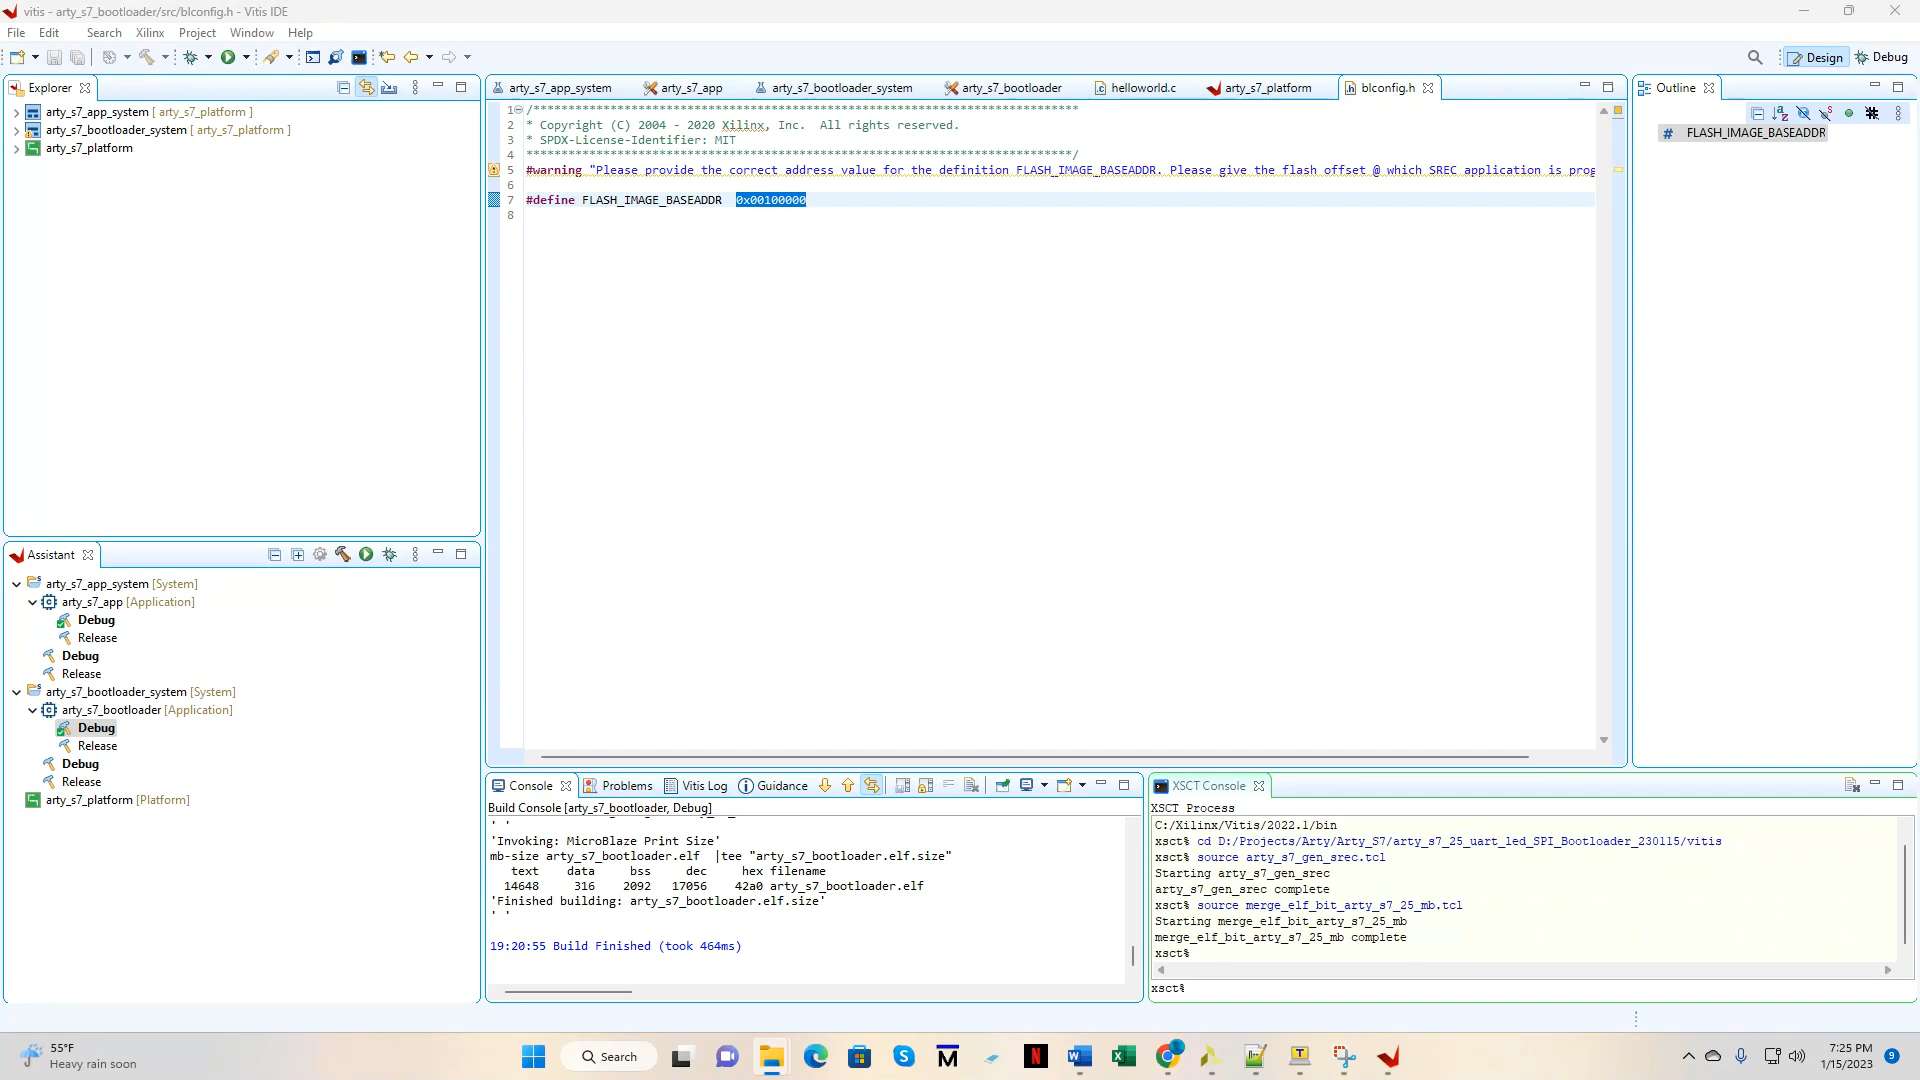 vitis - arty_s7_bootloader/src/blconfig.h - Vitis IDE
File Edit Search Xilinx Project Window Help
Design Debug
Explorer
arty_s7_app_system [ arty_s7_platform ]
arty_s7_bootloader_system [ arty_s7_platform ]
arty_s7_platform
arty_s7_app_system arty_s7_app arty_s7_bootloader_system arty_s7_bootloader helloworld.c arty_s7_platform blconfig.h
1 /******************************************************************************
2 * Copyright (C) 2004 - 2020 Xilinx, Inc.  All rights reserved.
3 * SPDX-License-Identifier: MIT
4 ******************************************************************************/
5 #warning "Please provide the correct address value for the definition FLASH_IMAGE_BASEADDR. Please give the flash offset @ which SREC application is prog
6
7 #define FLASH_IMAGE_BASEADDR  0x00100000
8
Outline
# FLASH_IMAGE_BASEADDR
Assistant
arty_s7_app_system [System]
arty_s7_app [Application]
Debug
Release
Debug
Release
arty_s7_bootloader_system [System]
arty_s7_bootloader [Application]
Debug
Release
Debug
Release
arty_s7_platform [Platform]
Console Problems Vitis Log Guidance
Build Console [arty_s7_bootloader, Debug]
' '
'Invoking: MicroBlaze Print Size'
mb-size arty_s7_bootloader.elf  |tee "arty_s7_bootloader.elf.size"
text data bss dec hex filename
14648 316 2092 17056 42a0 arty_s7_bootloader.elf
'Finished building: arty_s7_bootloader.elf.size'
' '
19:20:55 Build Finished (took 464ms)
XSCT Console
XSCT Process
C:/Xilinx/Vitis/2022.1/bin
xsct% cd D:/Projects/Arty/Arty_S7/arty_s7_25_uart_led_SPI_Bootloader_230115/vitis
xsct% source arty_s7_gen_srec.tcl
Starting arty_s7_gen_srec
arty_s7_gen_srec complete
xsct% source merge_elf_bit_arty_s7_25_mb.tcl
Starting merge_elf_bit_arty_s7_25_mb
merge_elf_bit_arty_s7_25_mb complete
xsct%
xsct%
55°F
Heavy rain soon
Search
7:25 PM
1/15/2023
9